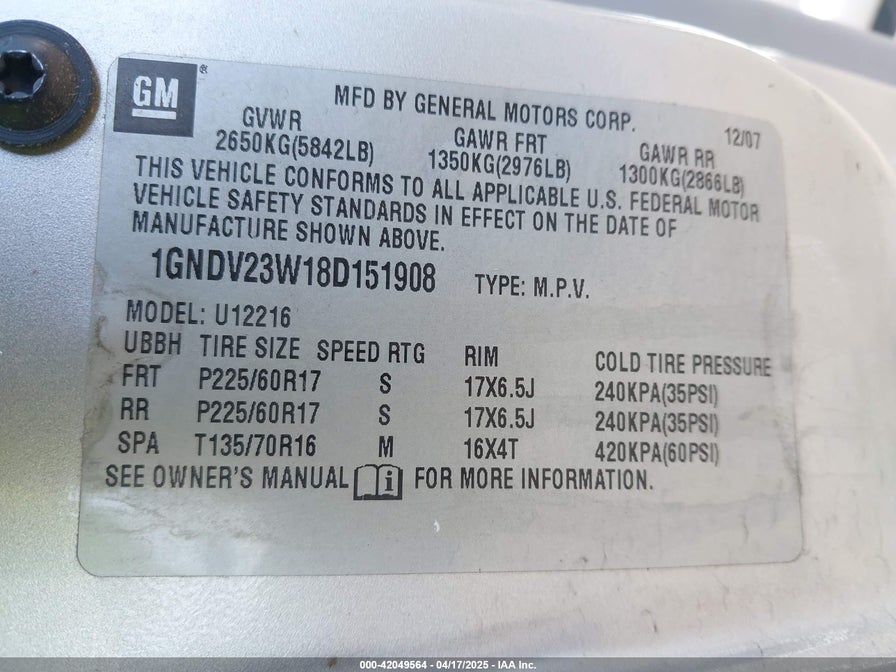 GM®
MFD BY GENERAL MOTORS CORP.
12/07
GVWR GAWR FRT GAWR RR
2650KG(5842LB) 1350KG(2976LB) 1300KG(2866LB)
THIS VEHICLE CONFORMS TO ALL APPLICABLE U.S. FEDERAL MOTOR
VEHICLE SAFETY STANDARDS IN EFFECT ON THE DATE OF
MANUFACTURE SHOWN ABOVE.
1GNDV23W18D151908 TYPE: M.P.V.
MODEL: U12216
UBBH TIRE SIZE SPEED RTG RIM COLD TIRE PRESSURE
FRT P225/60R17 S 17X6.5J 240KPA(35PSI)
RR P225/60R17 S 17X6.5J 240KPA(35PSI)
SPA T135/70R16 M 16X4T 420KPA(60PSI)
SEE OWNER'S MANUAL i FOR MORE INFORMATION.
000-42049564 - 04/17/2025 - IAA Inc.